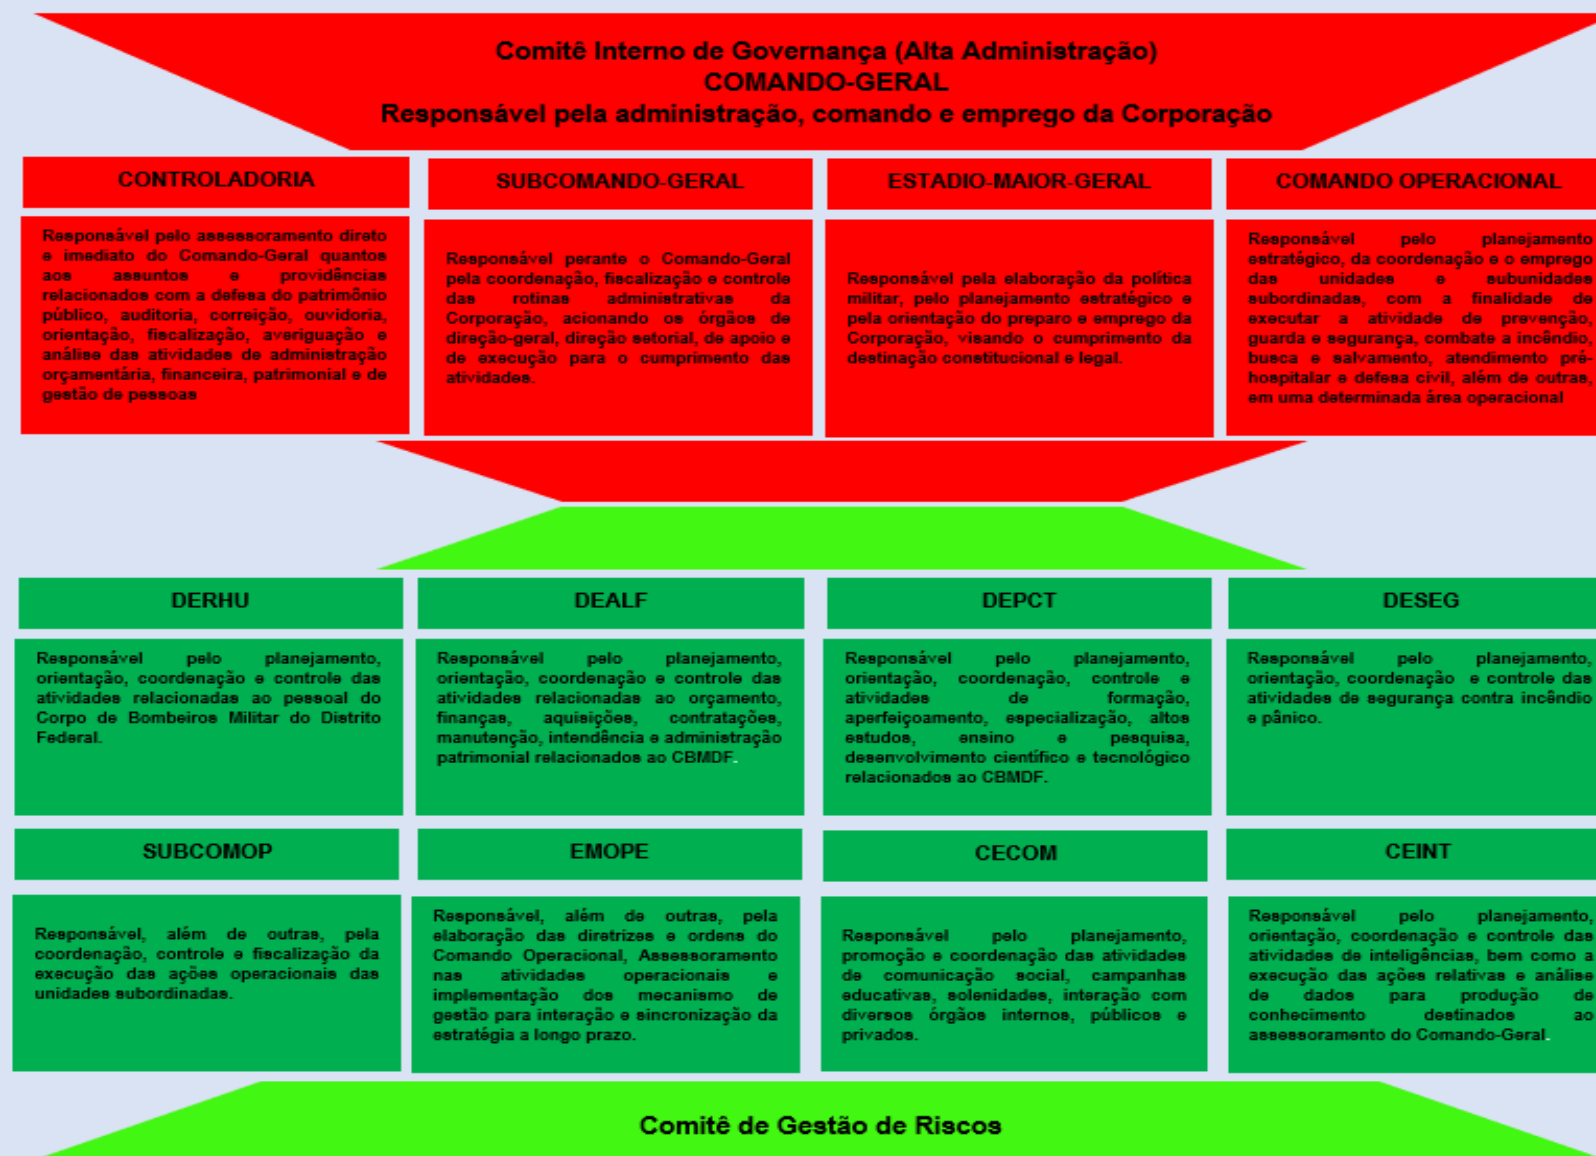 Comitê Interno de Governança (Alta Administração)
COMANDO-GERAL
Responsável pela administração, comando e emprego da Corporação
CONTROLADORIA
Responsável pelo assessoramento direto
e imediato do Comando-Geral quantos
aos assuntos e providências
relacionados com a defesa do patrimônio
público, auditoria, correição, ouvidoria,
orientação, fiscalização, averiguação e
análise das atividades de administração
orçamentária, financeira, patrimonial e de
gestão de pessoas
SUBCOMANDO-GERAL
Responsável perante o Comando-Geral
pela coordenação, fiscalização e controle
das rotinas administrativas da
Corporação, acionando os órgãos de
direção-geral, direção setorial, de apoio e
de execução para o cumprimento das
atividades.
ESTADIO-MAIOR-GERAL
Responsável pela elaboração da política
militar, pelo planejamento estratégico e
pela orientação do preparo e emprego da
Corporação, visando o cumprimento da
destinação constitucional e legal.
COMANDO OPERACIONAL
Responsável pelo planejamento
estratégico, da coordenação e o emprego
das unidades e subunidades
subordinadas, com a finalidade de
executar a atividade de prevenção,
guarda e segurança, combate a incêndio,
busca e salvamento, atendimento pré-
hospitalar e defesa civil, além de outras,
em uma determinada área operacional
DERHU
Responsável pelo planejamento,
orientação, coordenação e controle das
atividades relacionadas ao pessoal do
Corpo de Bombeiros Militar do Distrito
Federal.
DEALF
Responsável pelo planejamento,
orientação, coordenação e controle das
atividades relacionadas ao orçamento,
finanças, aquisições, contratações,
manutenção, intendência e administração
patrimonial relacionados ao CBMDF.
DEPCT
Responsável pelo planejamento,
orientação, coordenação, controle e
atividades de formação,
aperfeiçoamento, especialização, altos
estudos, ensino e pesquisa,
desenvolvimento científico e tecnológico
relacionados ao CBMDF.
DESEG
Responsável pelo planejamento,
orientação, coordenação e controle das
atividades de segurança contra incêndio
e pânico.
SUBCOMOP
Responsável, além de outras, pela
coordenação, controle e fiscalização da
execução das ações operacionais das
unidades subordinadas.
EMOPE
Responsável, além de outras, pela
elaboração das diretrizes e ordens do
Comando Operacional, Assessoramento
nas atividades operacionais e
implementação dos mecanismo de
gestão para interação e sincronização da
estratégia a longo prazo.
CECOM
Responsável pelo planejamento,
promoção e coordenação das atividades
de comunicação social, campanhas
educativas, solenidades, interação com
diversos órgãos internos, públicos e
privados.
CEINT
Responsável pelo planejamento,
orientação, coordenação e controle das
atividades de inteligências, bem como a
execução das ações relativas e análise
de dados para produção de
conhecimento destinados ao
assessoramento do Comando-Geral.
Comitê de Gestão de Riscos